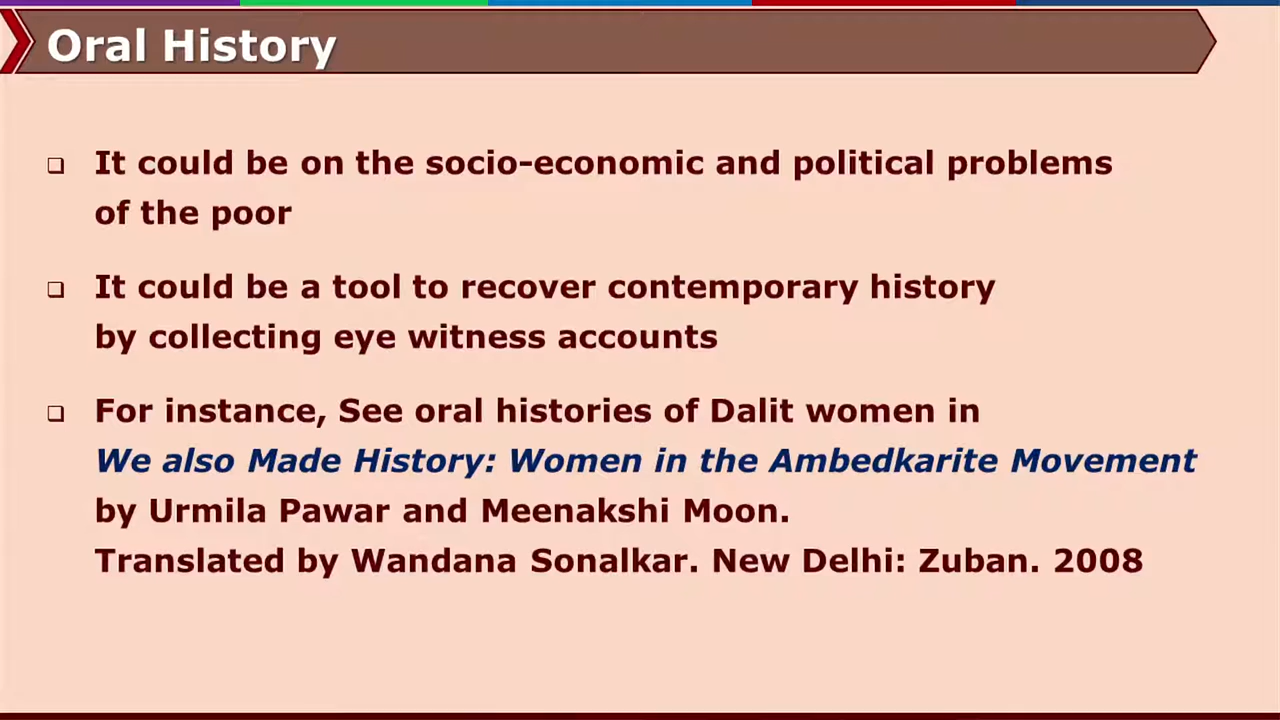 Oral History
It could be on the socio-economic and political problems
of the poor
It could be a tool to recover contemporary history
by collecting eye witness accounts
For instance, See oral histories of Dalit women in
We also Made History: Women in the Ambedkarite Movement
by Urmila Pawar and Meenakshi Moon.
Translated by Wandana Sonalkar. New Delhi: Zuban. 2008